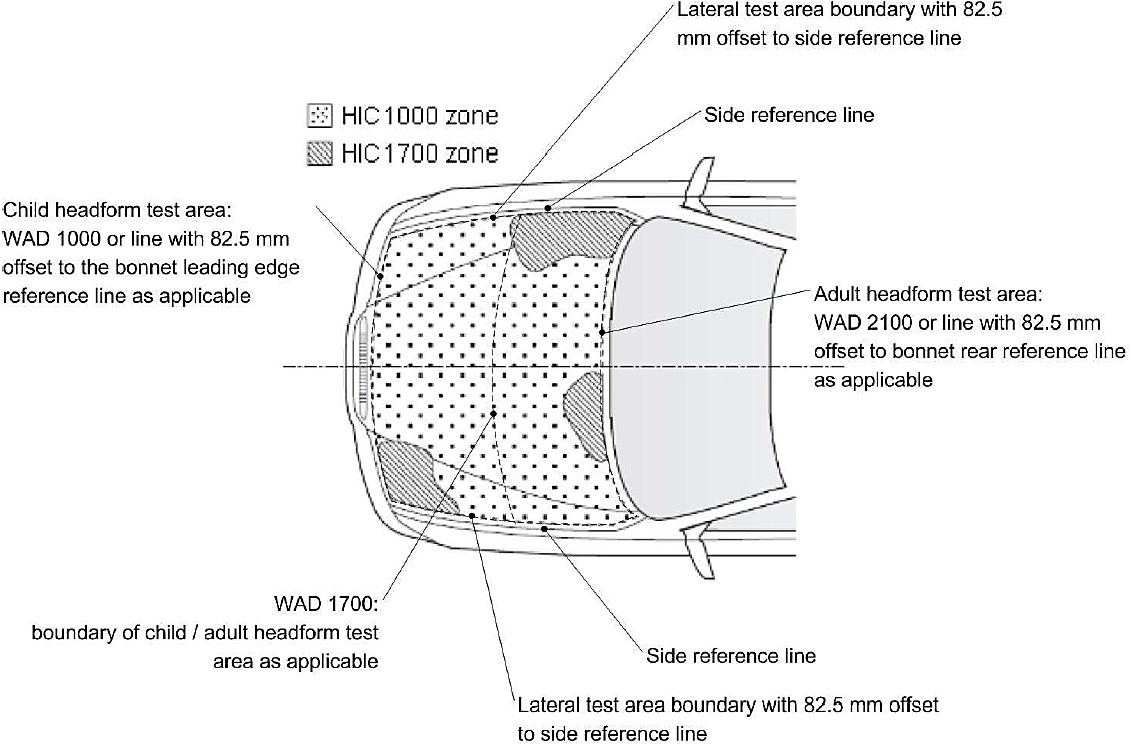 Lateral test area boundary with 82.5
mm offset to side reference line
HIC1000 zone
HIC1700 zone
Side reference line
Child headform test area:
WAD 1000 or line with 82.5 mm
offset to the bonnet leading edge
reference line as applicable
Adult headform test area:
WAD 2100 or line with 82.5 mm
offset to bonnet rear reference line
as applicable
WAD 1700:
boundary of child / adult headform test
area as applicable
Side reference line
Lateral test area boundary with 82.5 mm offset
to side reference line